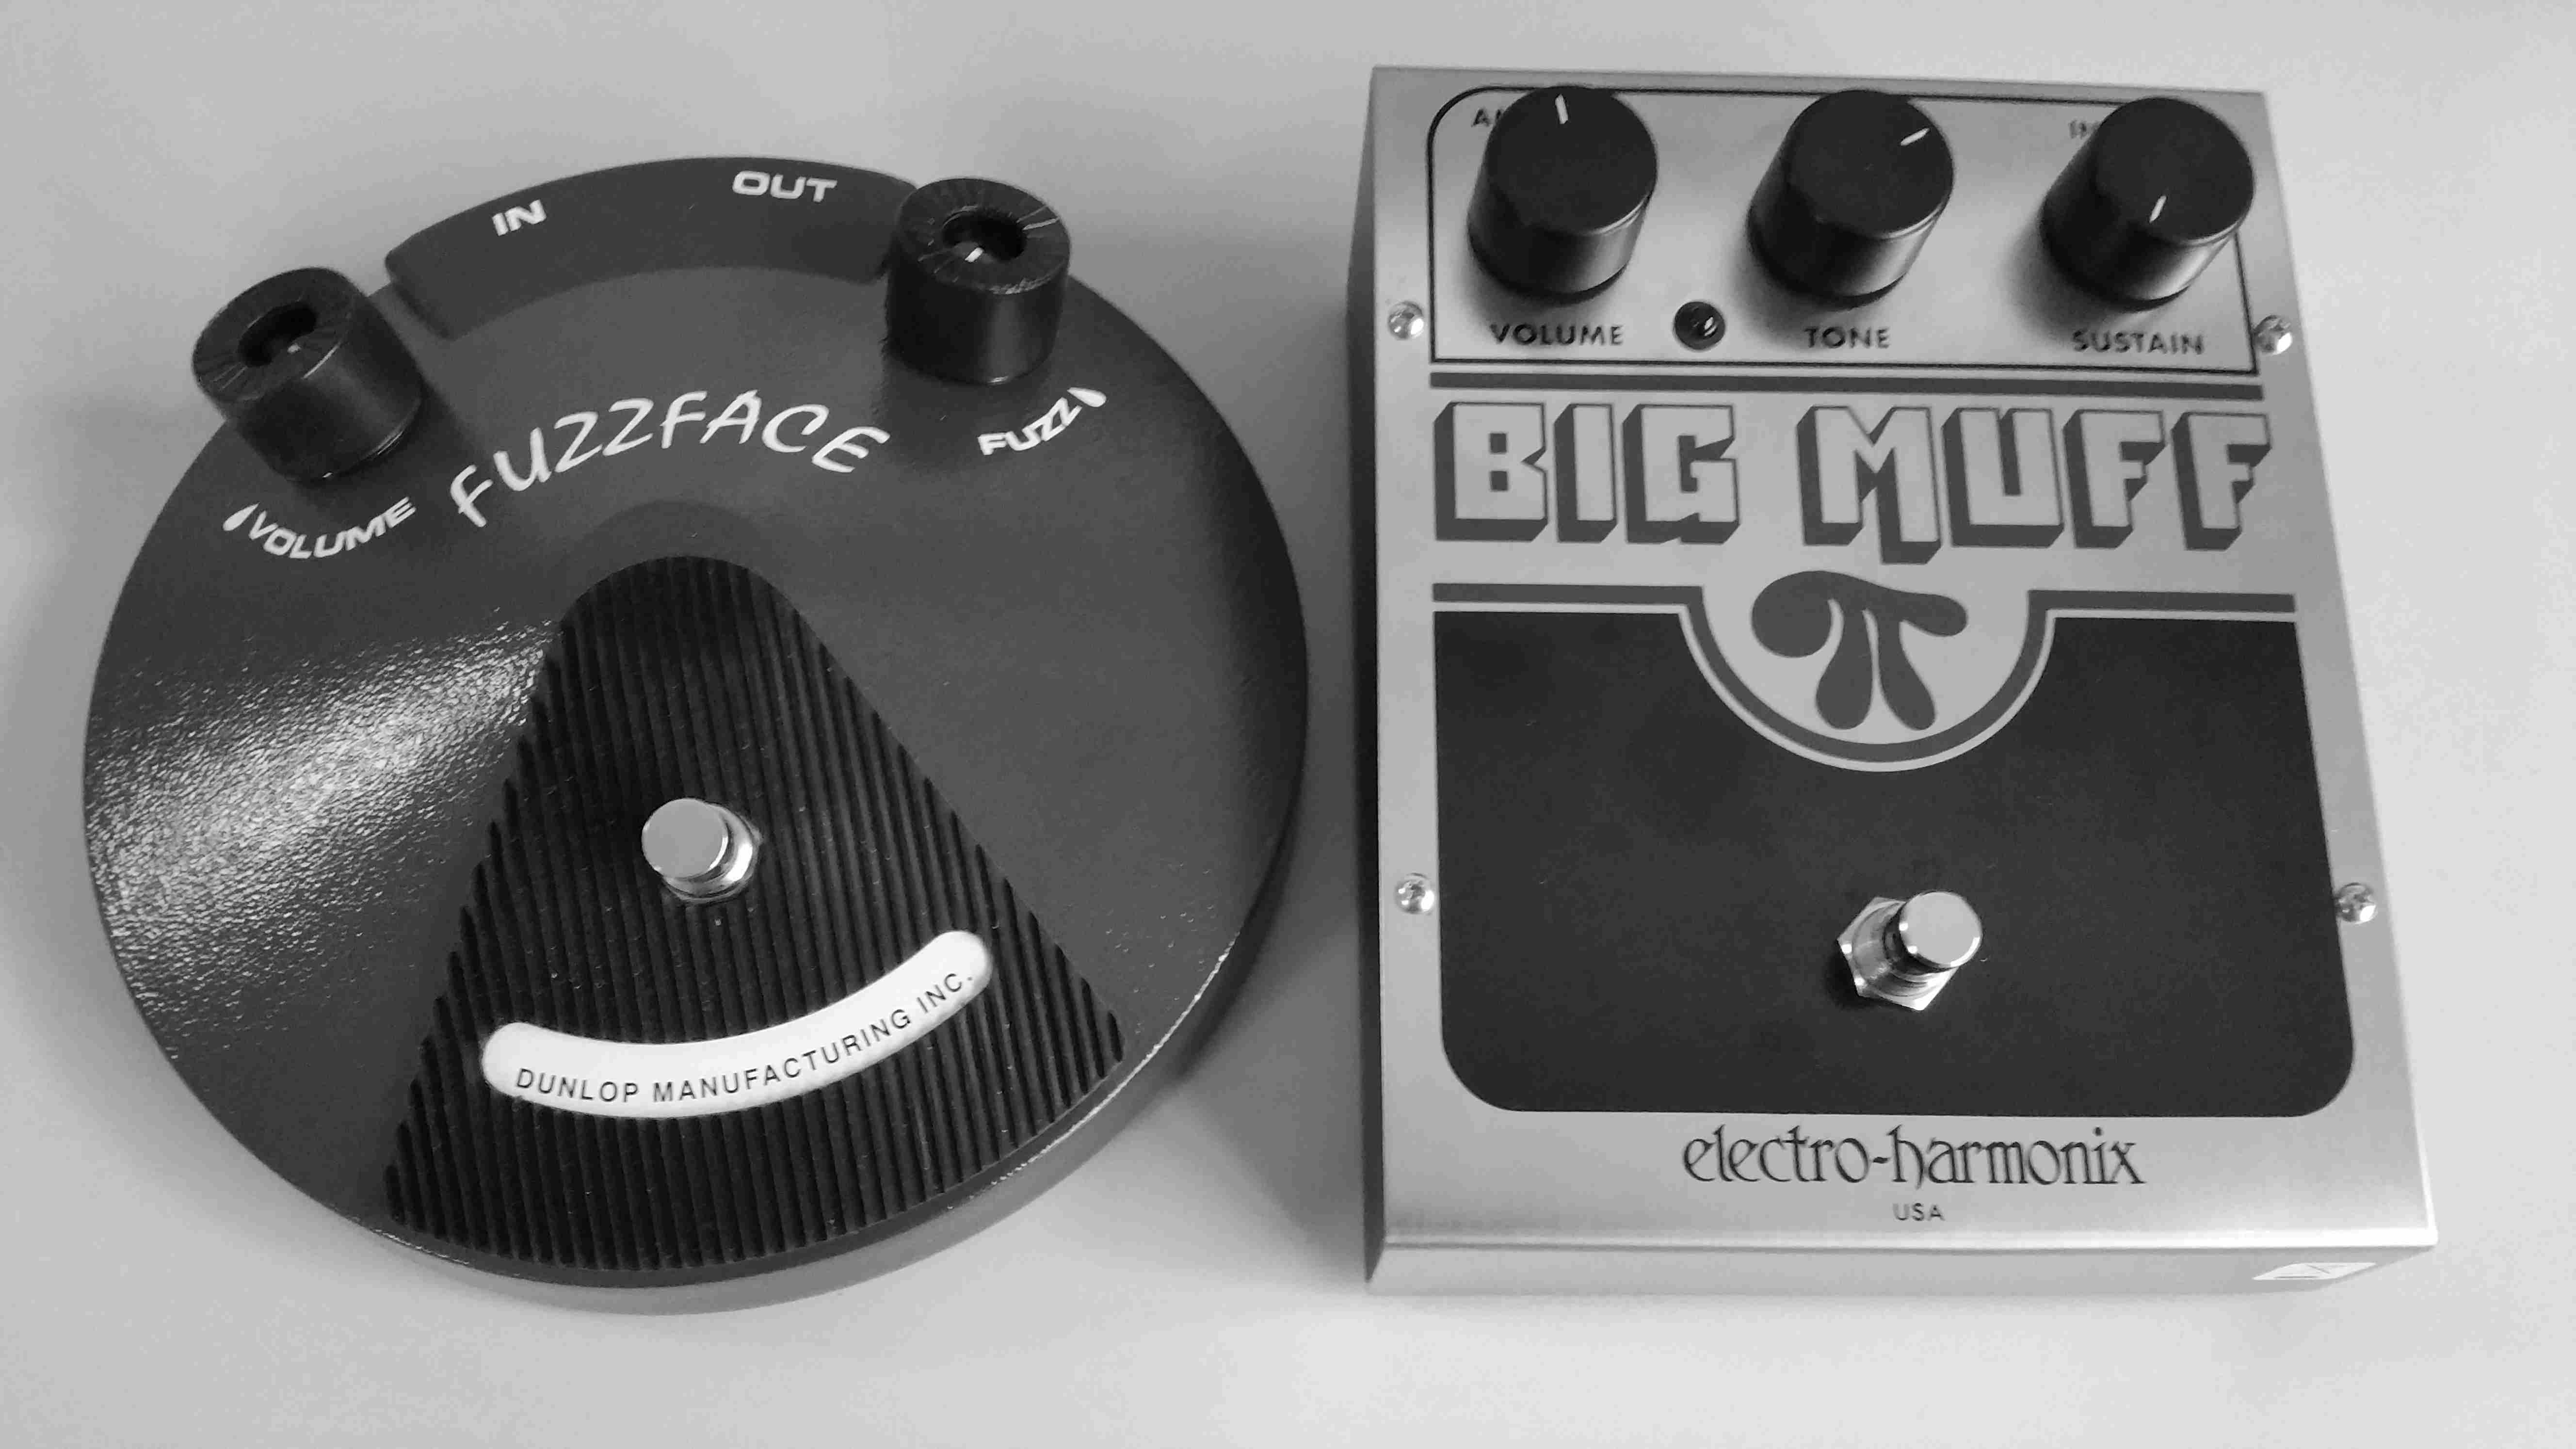 IN
OUT
VOLUME
FUZZFACE
FUZZ
DUNLOP MANUFACTURING INC.
VOLUME
TONE
SUSTAIN
BIG MUFF
π
electro-harmonix
USA